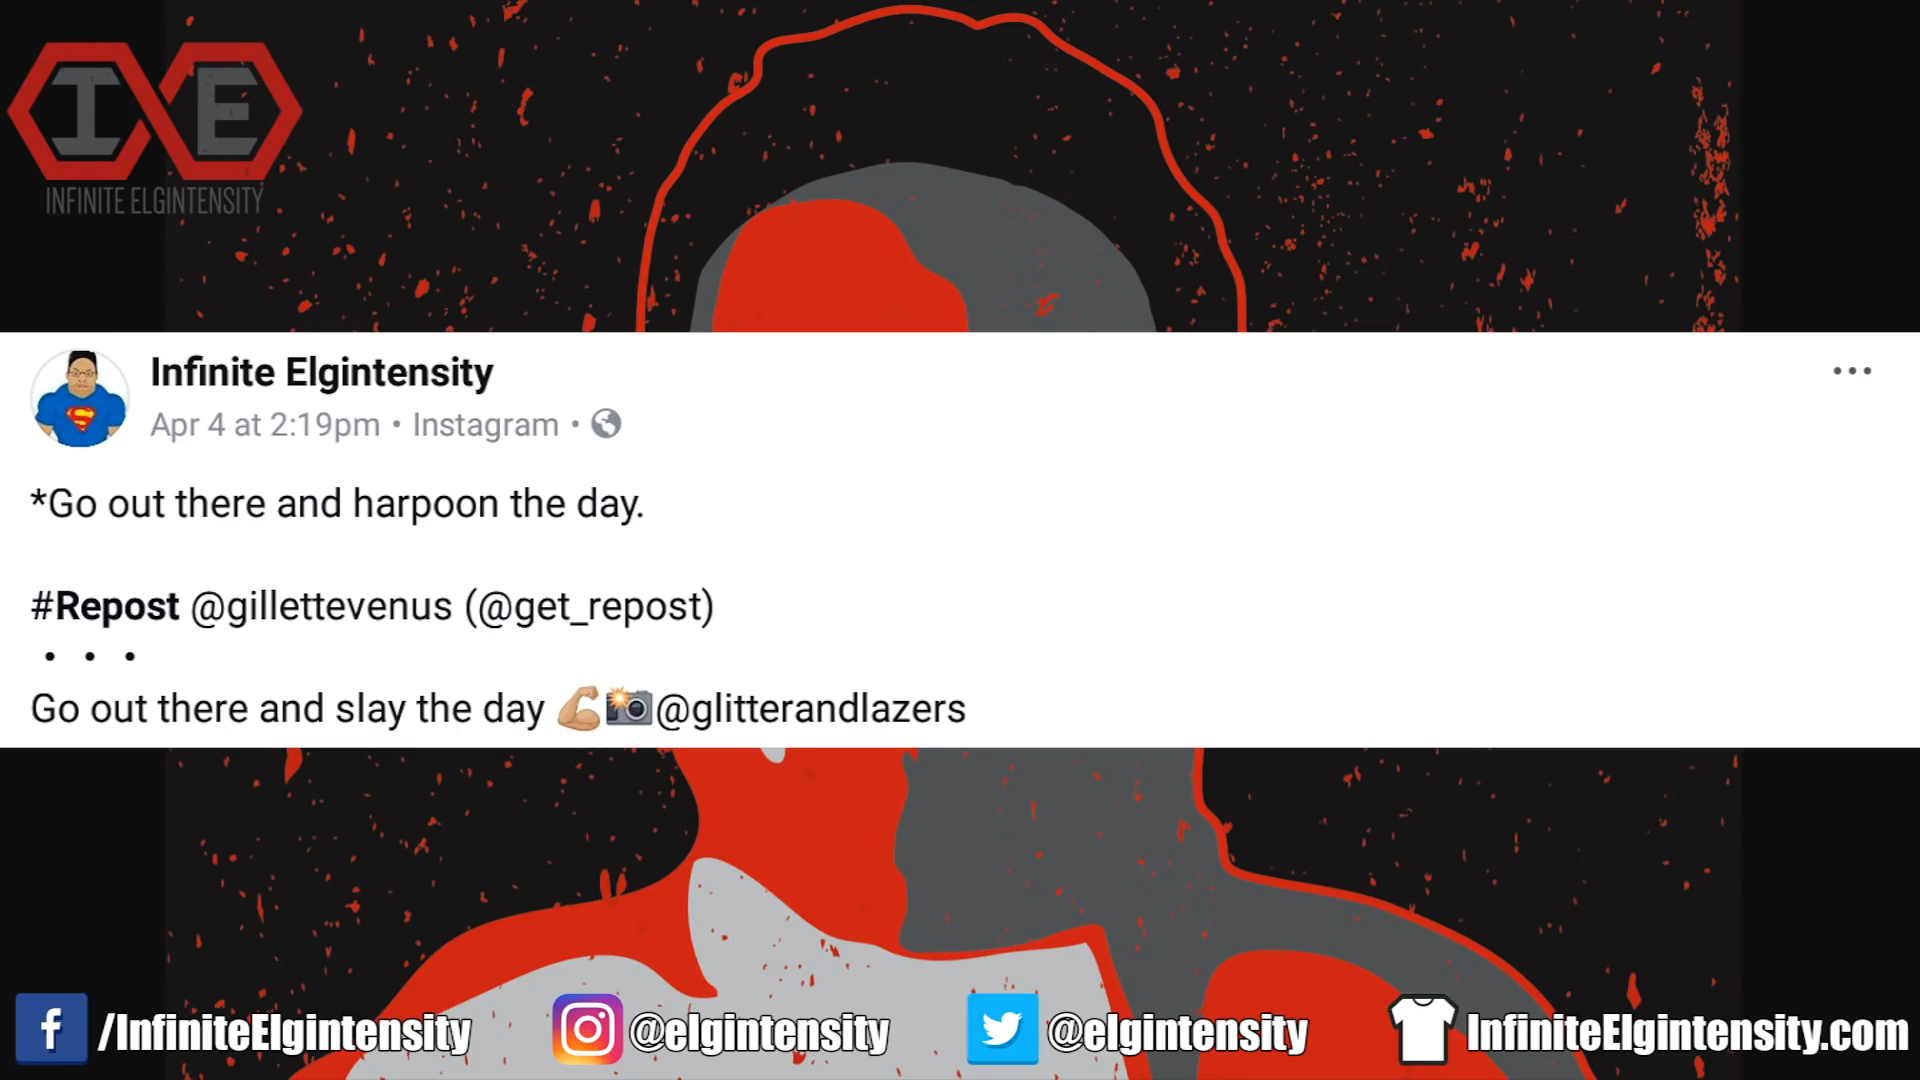 IE
INFINITE ELGINTENSITY
Infinite Elgintensity
Apr 4 at 2:19pm • Instagram •
*Go out there and harpoon the day.
#Repost @gillettevenus (@get_repost)
• • •
Go out there and slay the day 💪🏼📸@glitterandlazers
f /InfiniteElgintensity @elgintensity @elgintensity InfiniteElgintensity.com